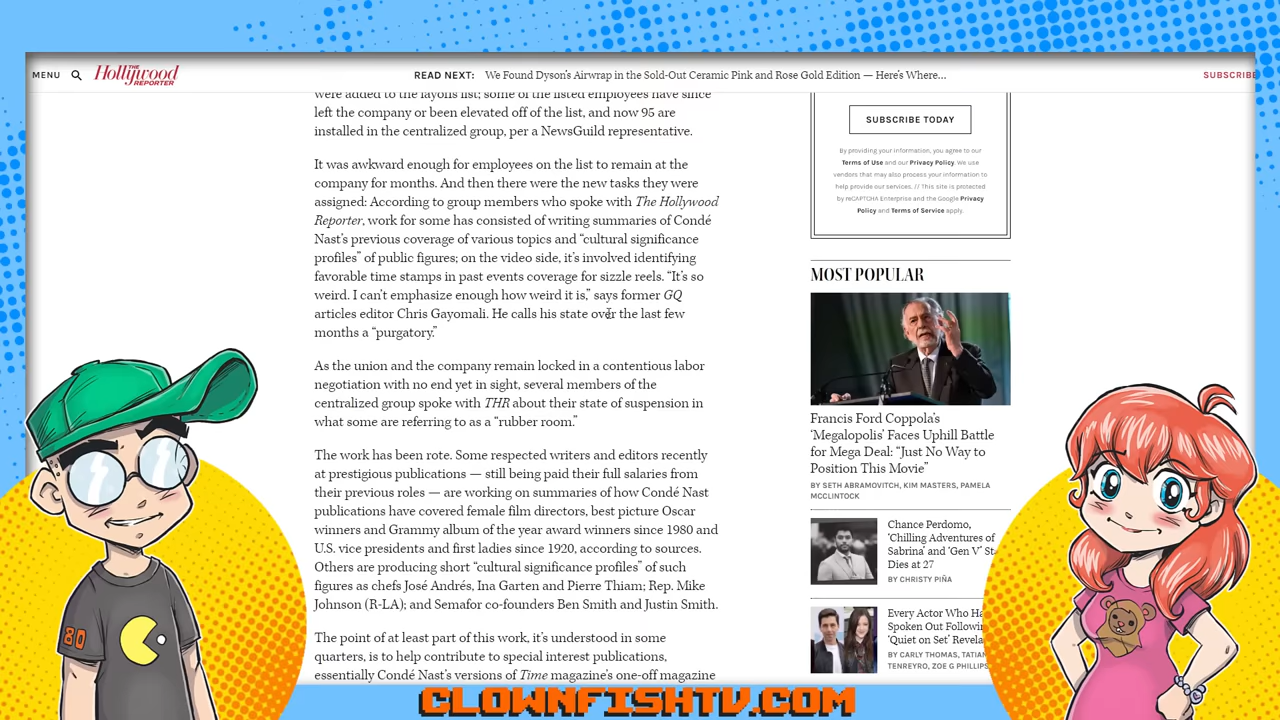 MENU
THE
Hollywood
REPORTER
READ NEXT: We Found Dyson's Airwrap in the Sold-Out Ceramic Pink and Rose Gold Edition — Here's Where...
SUBSCRIBE
were added to the layoffs list; some of the listed employees have since
left the company or been elevated off of the list, and now 95 are
installed in the centralized group, per a NewsGuild representative.
It was awkward enough for employees on the list to remain at the
company for months. And then there were the new tasks they were
assigned: According to group members who spoke with The Hollywood
Reporter, work for some has consisted of writing summaries of Condé
Nast's previous coverage of various topics and “cultural significance
profiles” of public figures; on the video side, it's involved identifying
favorable time stamps in past events coverage for sizzle reels. “It's so
weird. I can't emphasize enough how weird it is,” says former GQ
articles editor Chris Gayomali. He calls his state over the last few
months a “purgatory.”
As the union and the company remain locked in a contentious labor
negotiation with no end yet in sight, several members of the
centralized group spoke with THR about their state of suspension in
what some are referring to as a “rubber room.”
The work has been rote. Some respected writers and editors recently
at prestigious publications — still being paid their full salaries from
their previous roles — are working on summaries of how Condé Nast
publications have covered female film directors, best picture Oscar
winners and Grammy album of the year award winners since 1980 and
U.S. vice presidents and first ladies since 1920, according to sources.
Others are producing short “cultural significance profiles” of such
figures as chefs José Andrés, Ina Garten and Pierre Thiam; Rep. Mike
Johnson (R-LA); and Semafor co-founders Ben Smith and Justin Smith.
The point of at least part of this work, it's understood in some
quarters, is to help contribute to special interest publications,
essentially Condé Nast's versions of Time magazine's one-off magazine
SUBSCRIBE TODAY
By providing your information, you agree to our
Terms of Use and our Privacy Policy. We use
vendors that may also process your information to
help provide our services. // This site is protected
by reCAPTCHA Enterprise and the Google Privacy
Policy and Terms of Service apply.
MOST POPULAR
Francis Ford Coppola's
‘Megalopolis’ Faces Uphill Battle
for Mega Deal: “Just No Way to
Position This Movie”
BY SETH ABRAMOVITCH, KIM MASTERS, PAMELA
MCCLINTOCK
Chance Perdomo,
‘Chilling Adventures of
Sabrina’ and ‘Gen V’ St
Dies at 27
BY CHRISTY PIÑA
Every Actor Who Ha
Spoken Out Followin
‘Quiet on Set’ Revela
BY CARLY THOMAS, TATIAN
TENREYRO, ZOE G PHILLIPS
80
CLOWNFISHTV.COM